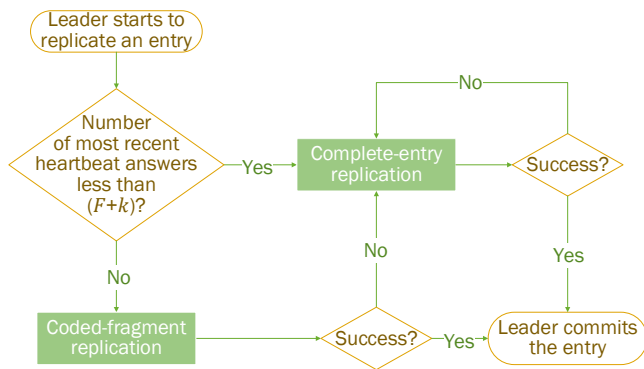 Leader starts to
replicate an entry
Number
of most recent
heartbeat answers
less than
(F+k)?
Yes
Complete-entry
replication
No
Success?
No
Coded-fragment
replication
Success?
No
Yes
Yes
Leader commits
the entry